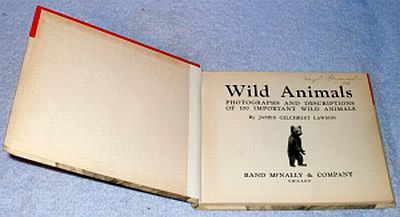 Wild Animals
PHOTOGRAPHS AND DESCRIPTIONS
OF 100 IMPORTANT WILD ANIMALS
By JAMES GILCHRIST LAWSON
RAND MCNALLY & COMPANY
CHICAGO